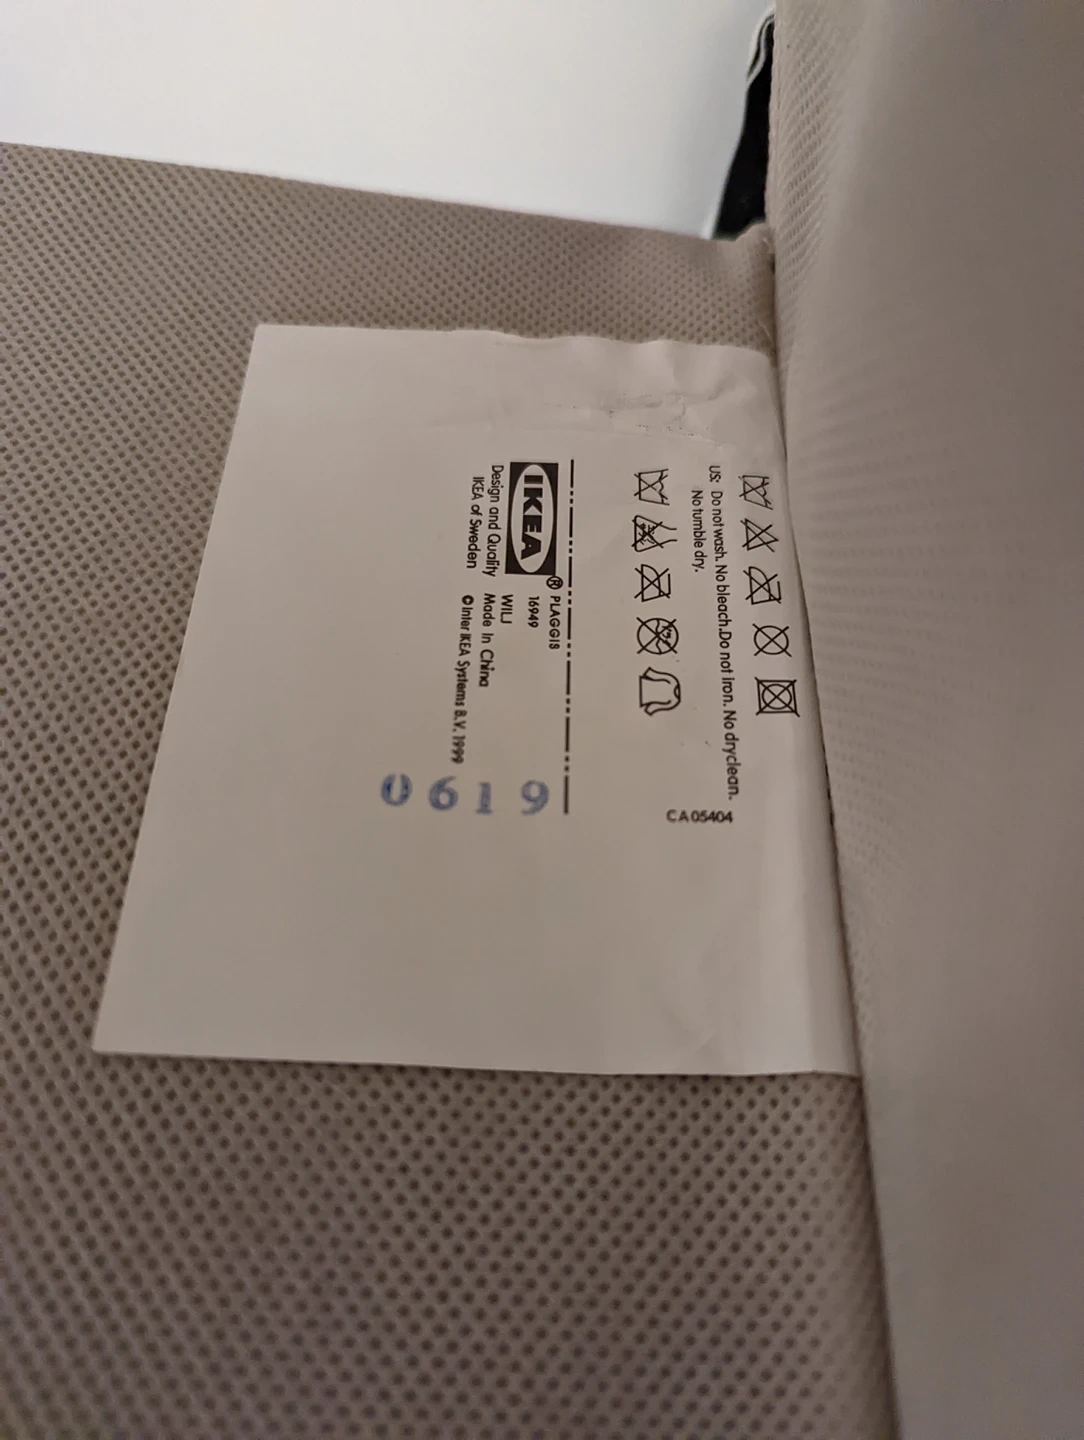 US: Do not wash. No bleach.Do not iron. No dryclean.
No tumble dry.
CA05404
IKEA®
Design and Quality
IKEA of Sweden
PLAGGIS
16949
WILJ
Made in China
©Inter IKEA Systems B.V. 1999
0619